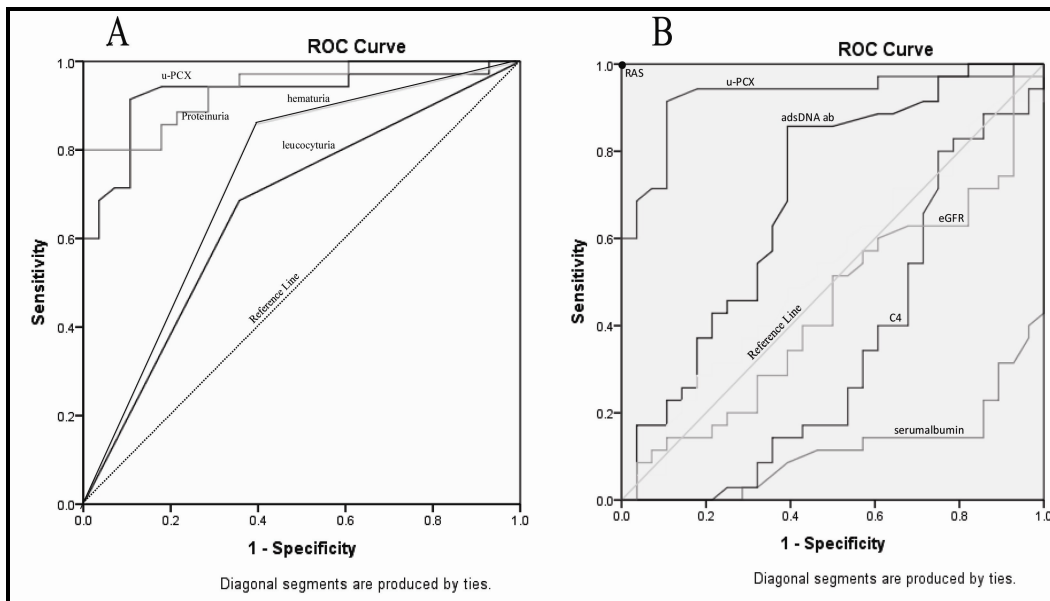 A
ROC Curve
1.0
0.8
0.6
0.4
0.2
0.0
Sensitivity
u-PCX
hematuria
Proteinuria
leucocyturia
Reference Line
0.0 0.2 0.4 0.6 0.8 1.0
1 - Specificity
Diagonal segments are produced by ties.
B
ROC Curve
1.0
0.8
0.6
0.4
0.2
0.0
Sensitivity
RAS
u-PCX
adsDNA ab
eGFR
Reference Line
C4
serumalbumin
0.0 0.2 0.4 0.6 0.8 1.0
1 - Specificity
Diagonal segments are produced by ties.